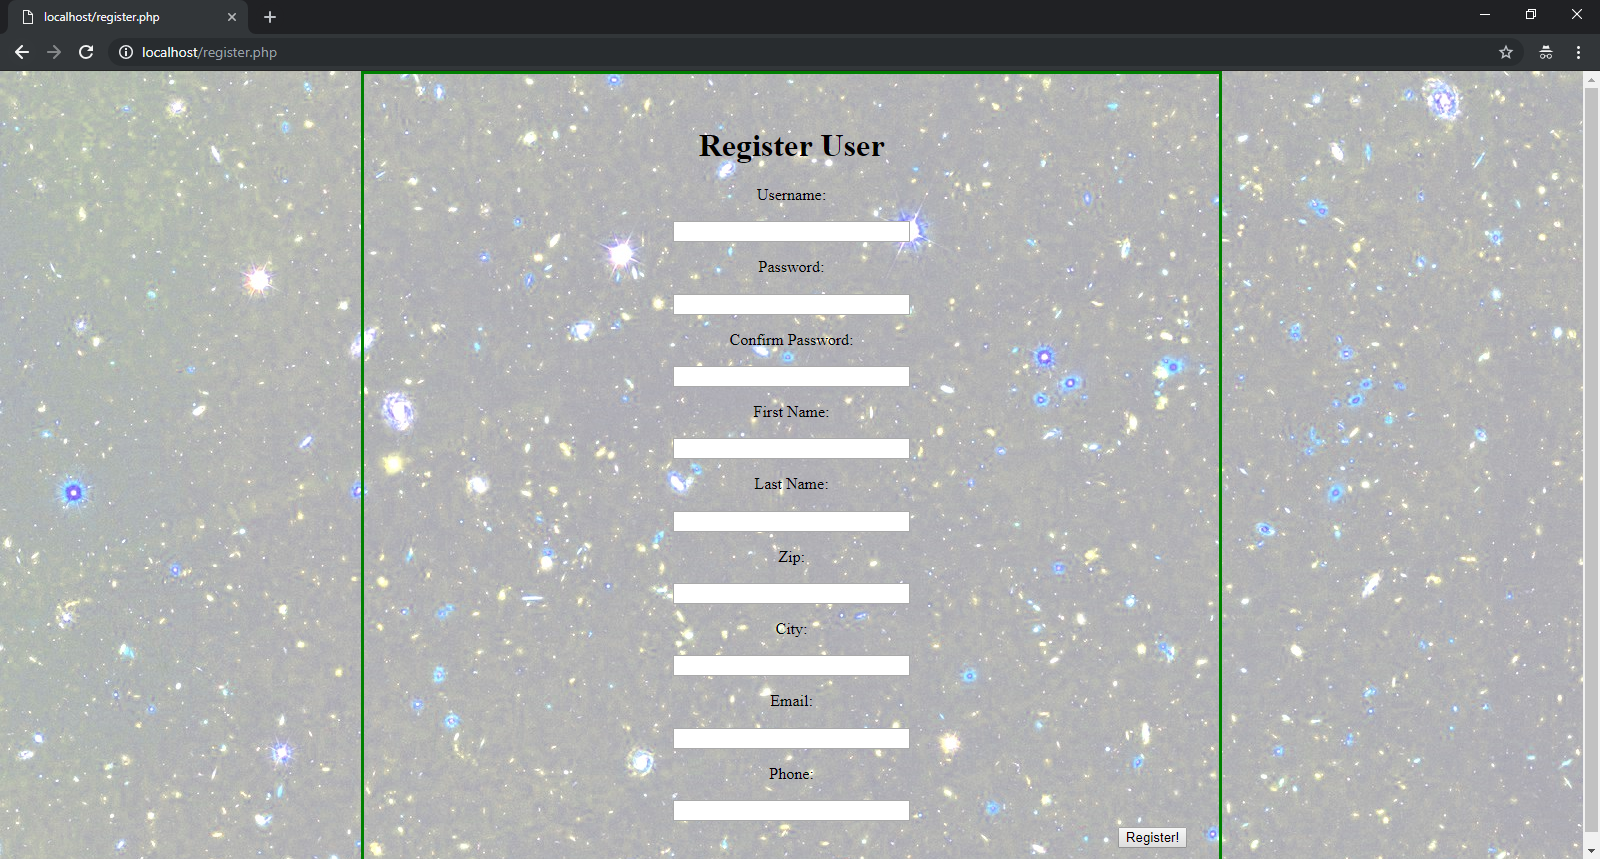 localhost/register.php
localhost/register.php
Register User
Username:
Password:
Confirm Password:
First Name:
Last Name:
Zip:
City:
Email:
Phone:
Register!